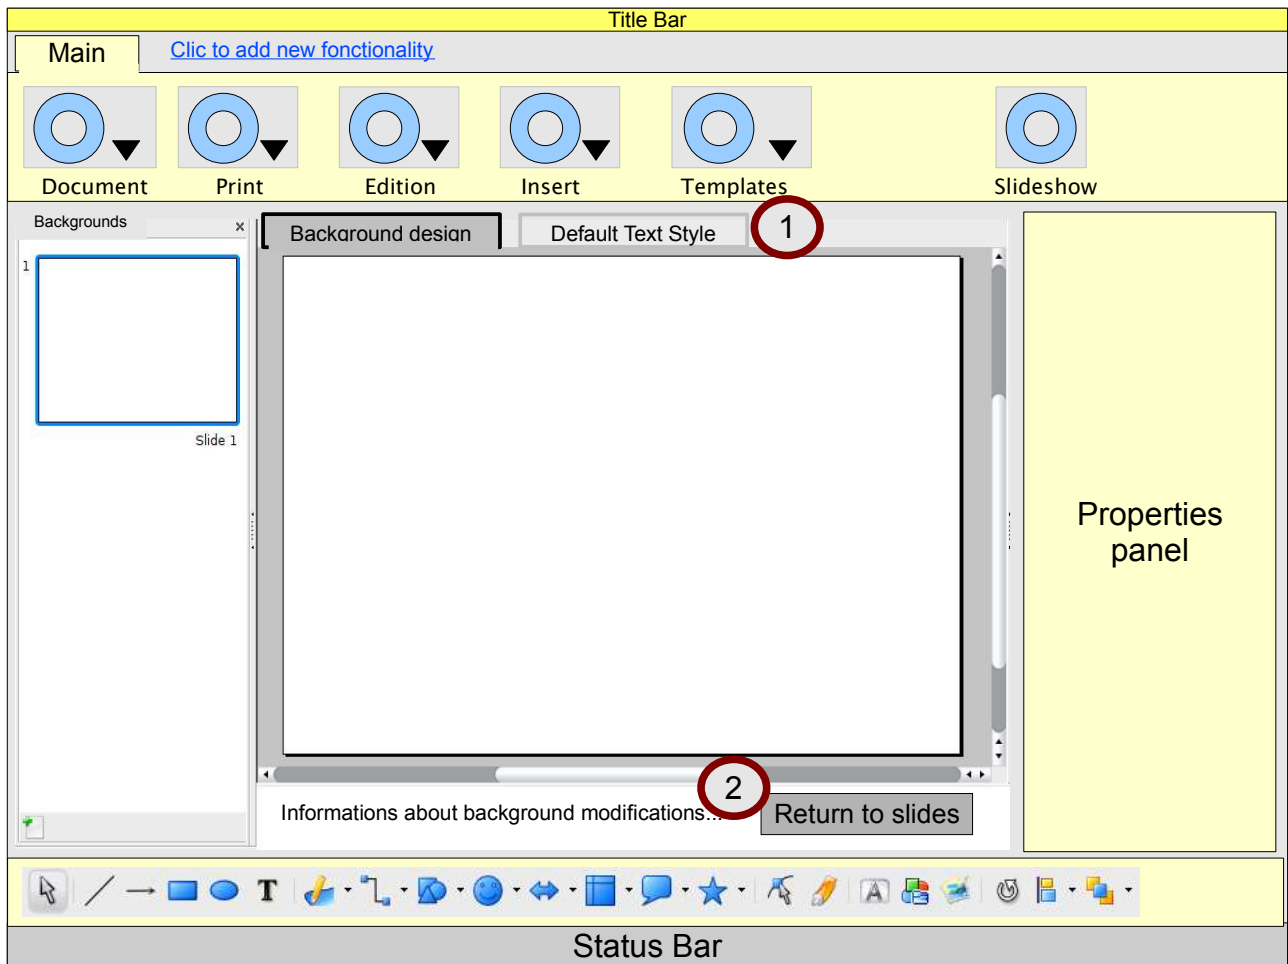 Title Bar
Main
Clic to add new fonctionality
Document
Print
Edition
Insert
Templates
Slideshow
Backgrounds
x
Background design
Default Text Style
1
1
Slide 1
Properties
panel
2
Informations about background modifications...
Return to slides
T
A
Status Bar